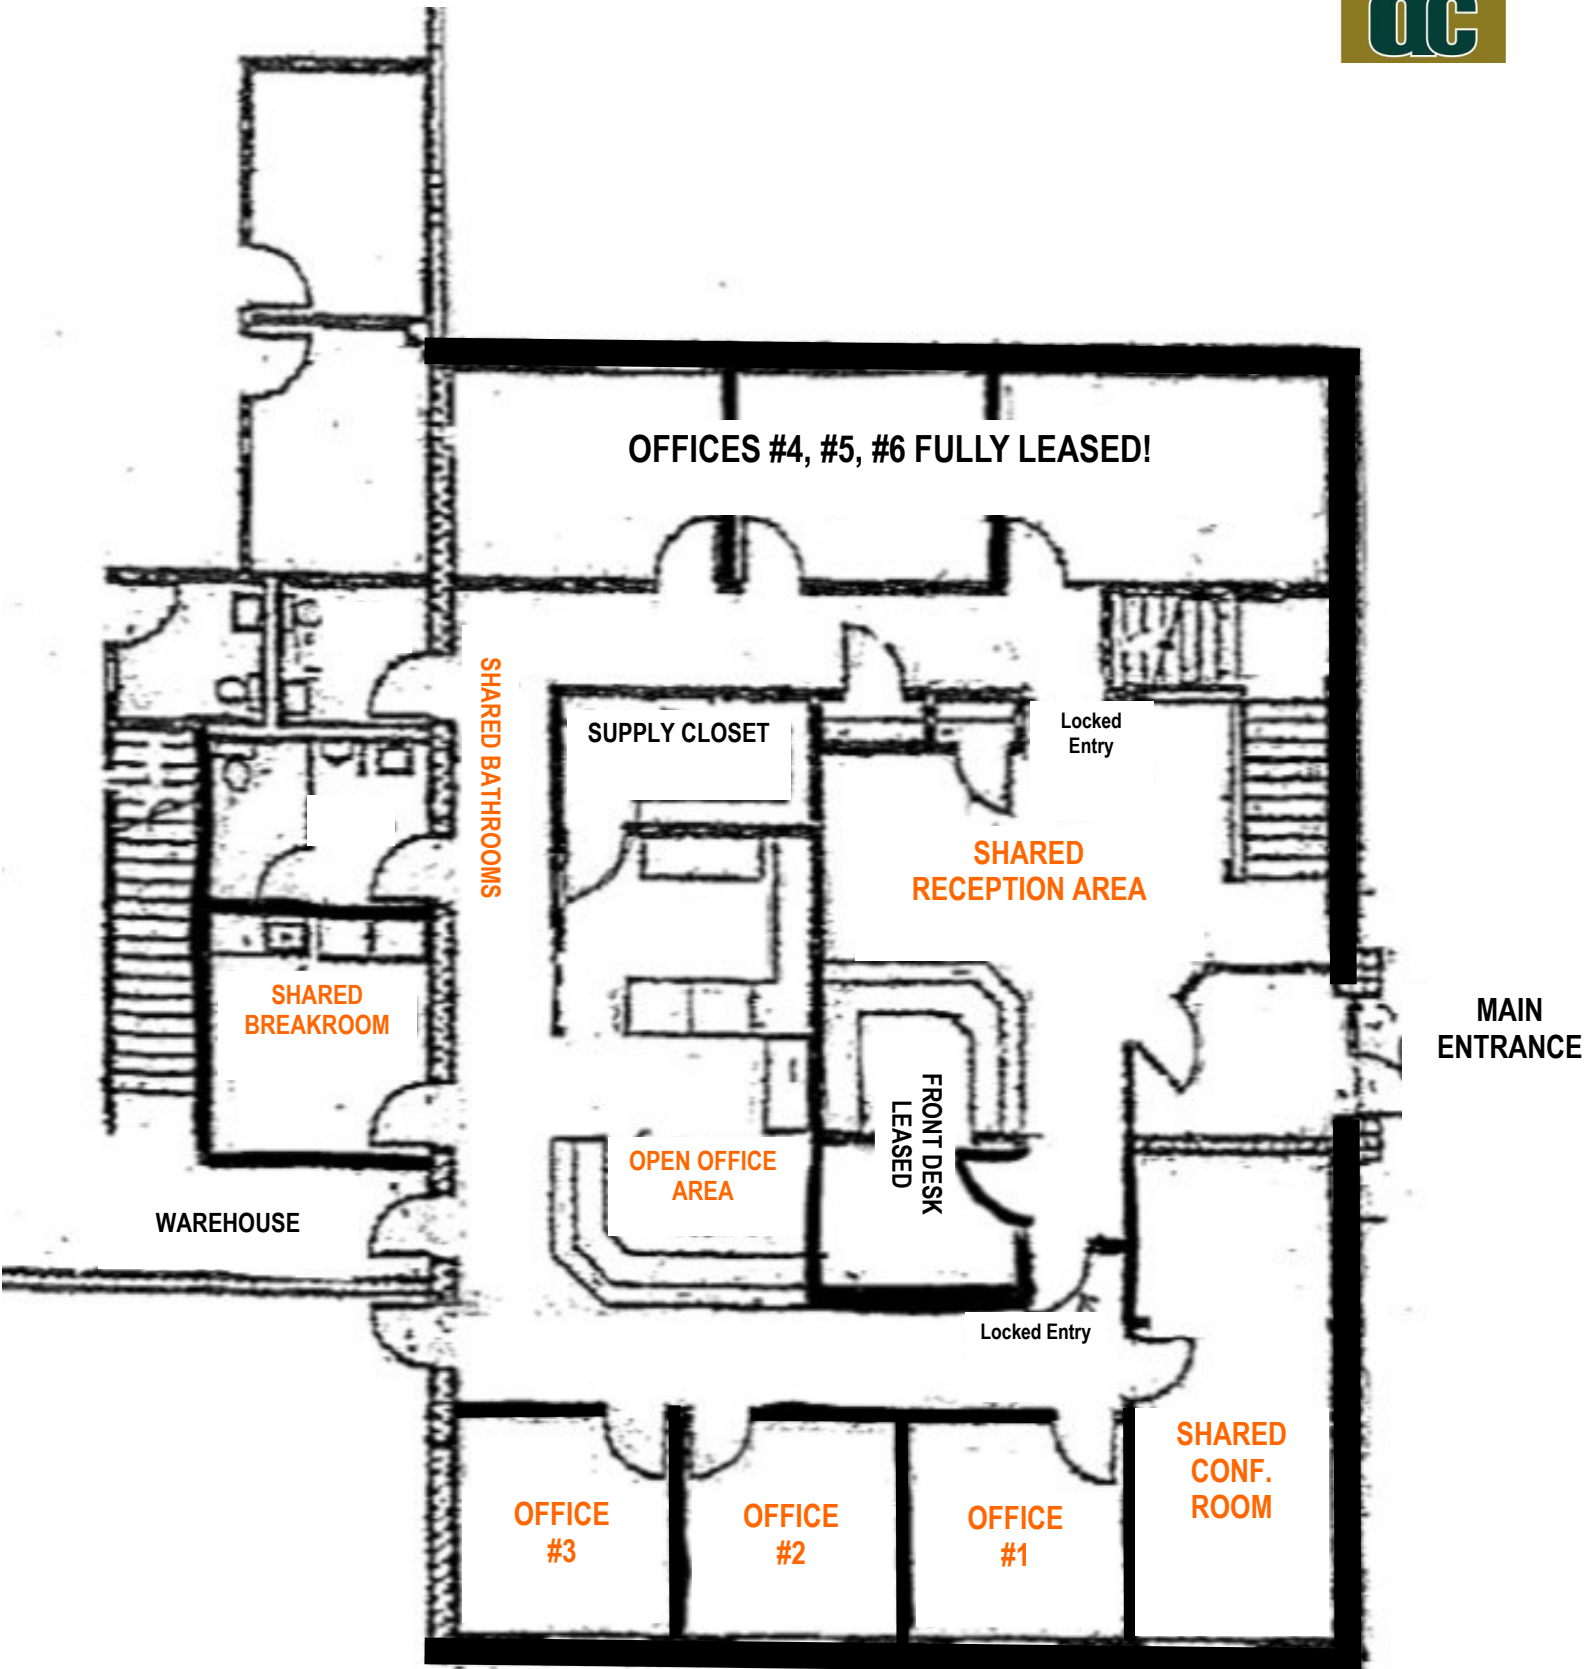 dc
OFFICES #4, #5, #6 FULLY LEASED!
SHARED BATHROOMS
SUPPLY CLOSET
Locked
Entry
SHARED
RECEPTION AREA
SHARED
BREAKROOM
MAIN
ENTRANCE
FRONT DESK
LEASED
OPEN OFFICE
AREA
WAREHOUSE
Locked Entry
SHARED
CONF.
ROOM
OFFICE
#3
OFFICE
#2
OFFICE
#1